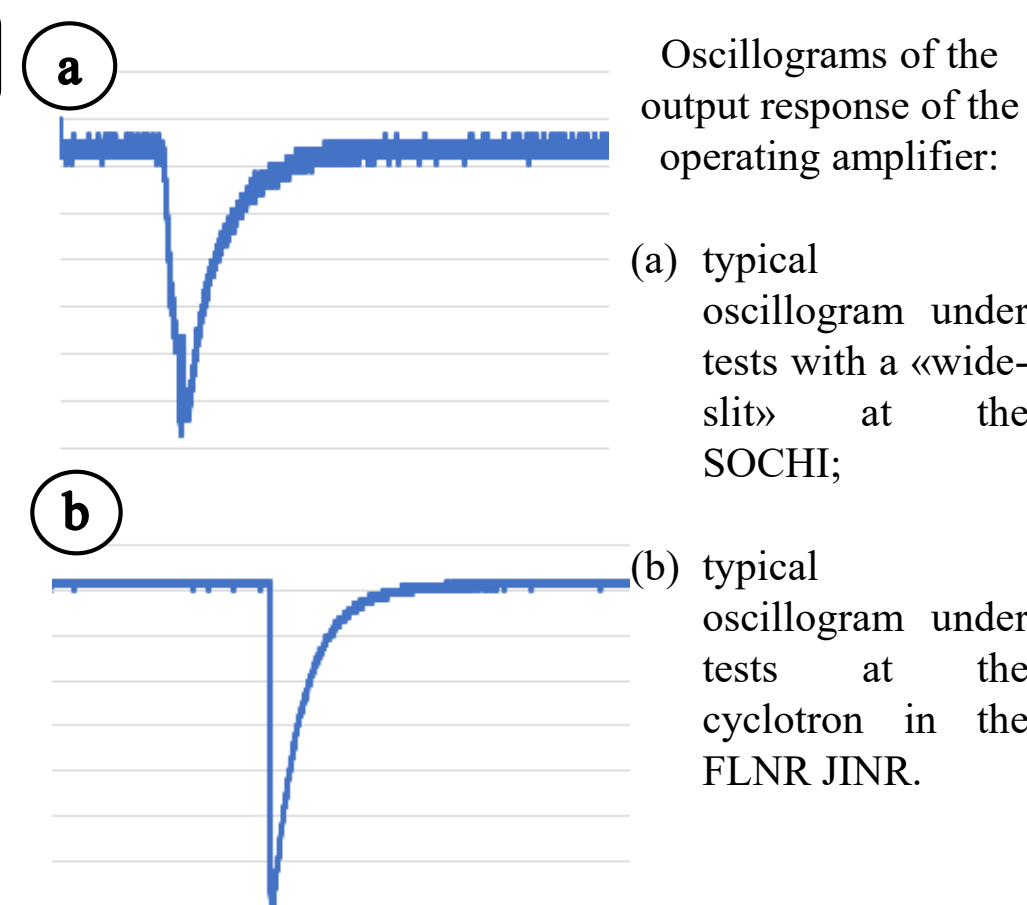 a
Oscillograms of the
output response of the
operating amplifier:
(a) typical
oscillogram under
tests with a «wide-
slit» at the
SOCHI;
b
(b) typical
oscillogram under
tests at the
cyclotron in the
FLNR JINR.